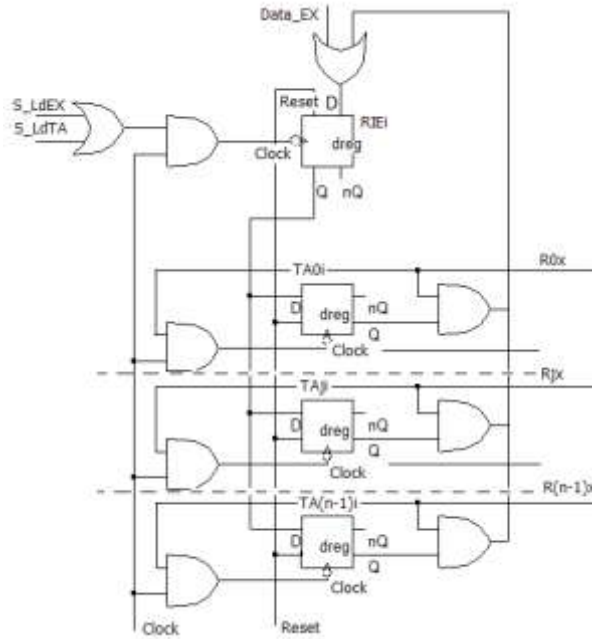 Data_EX
D
Reset
RIEi
S_LdEX
S_LdTA
dreg
Clock
Q nQ
TA0i R0x
D dreg nQ
Q
Clock
TAji Rjx
D dreg nQ
Q
Clock
TA(n-1)i R(n-1)x
D dreg nQ
Q
Clock
Clock Reset